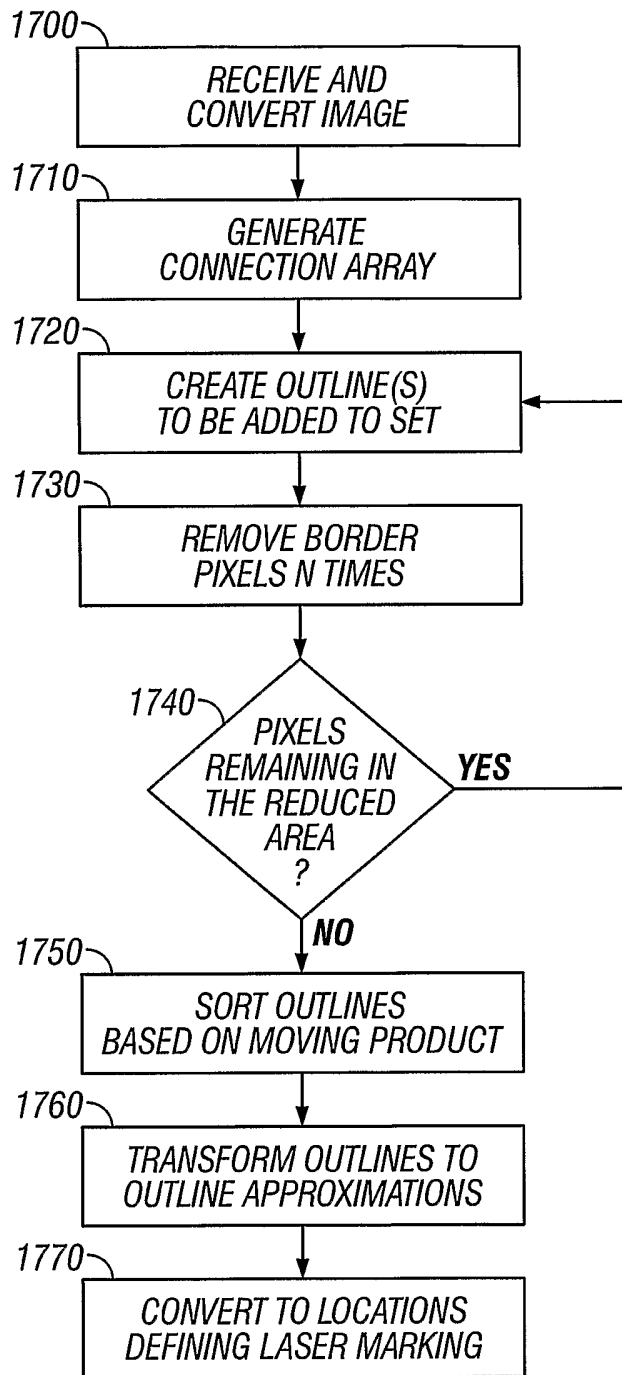 1700
RECEIVE AND
CONVERT IMAGE
1710
GENERATE
CONNECTION ARRAY
1720
CREATE OUTLINE(S)
TO BE ADDED TO SET
1730
REMOVE BORDER
PIXELS N TIMES
1740
PIXELS
REMAINING IN
THE REDUCED
AREA
?
YES
NO
1750
SORT OUTLINES
BASED ON MOVING PRODUCT
1760
TRANSFORM OUTLINES TO
OUTLINE APPROXIMATIONS
1770
CONVERT TO LOCATIONS
DEFINING LASER MARKING